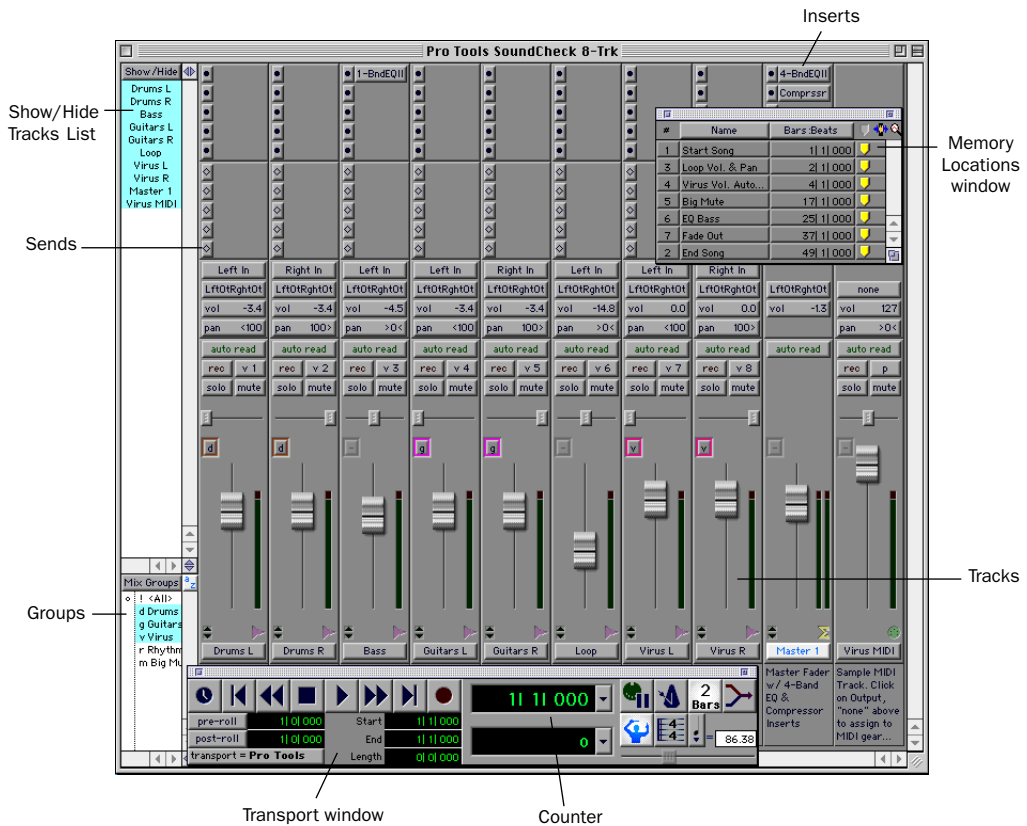 Inserts
Pro Tools SoundCheck 8-Trk
Show/Hide
Drums L
Drums R
Bass
Guitars L
Guitars R
Loop
Virus L
Virus R
Master 1
Virus MIDI
Show/Hide
Tracks List
Sends
1-BndEQII
4-BndEQII
Comprssr
# Name Bars:Beats
1 Start Song 1| 1| 000
3 Loop Vol. & Pan 2| 1| 000
4 Virus Vol. Auto... 4| 1| 000
5 Big Mute 17| 1| 000
6 EQ Bass 25| 1| 000
7 Fade Out 37| 1| 000
2 End Song 49| 1| 000
Memory
Locations
window
Left In Right In Left In Left In Right In Left In Left In Right In
LftOtRghtOt LftOtRghtOt LftOtRghtOt LftOtRghtOt LftOtRghtOt LftOtRghtOt LftOtRghtOt LftOtRghtOt LftOtRghtOt none
vol -3.4 vol -3.4 vol -4.5 vol -3.4 vol -3.4 vol -14.8 vol 0.0 vol 0.0 vol -1.3 vol 127
pan <100 pan 100> pan >0< pan <100 pan 100> pan >0< pan <100 pan 100> pan >0<
auto read auto read auto read auto read auto read auto read auto read auto read auto read auto read
rec v 1 rec v 2 rec v 3 rec v 4 rec v 5 rec v 6 rec v 7 rec v 8 rec p
solo mute solo mute solo mute solo mute solo mute solo mute solo mute solo mute solo mute
d d - g g - v v - -
Tracks
Mix Groups a z
! <All>
d Drums
g Guitars
v Virus
r Rhythm
m Big Mu
Groups
Drums L Drums R Bass Guitars L Guitars R Loop Virus L Virus R Master 1 Virus MIDI
Master Fader
w/ 4-Band
EQ &
Compressor
Inserts
Sample MIDI
Track. Click
on Output,
"none" above
to assign to
MIDI gear...
pre-roll 1| 0| 000 Start 1| 1| 000
post-roll 1| 0| 000 End 1| 1| 000
transport = Pro Tools Length 0| 0| 000
1| 1| 000
0
2
Bars
4
4
= 86.38
Transport window
Counter